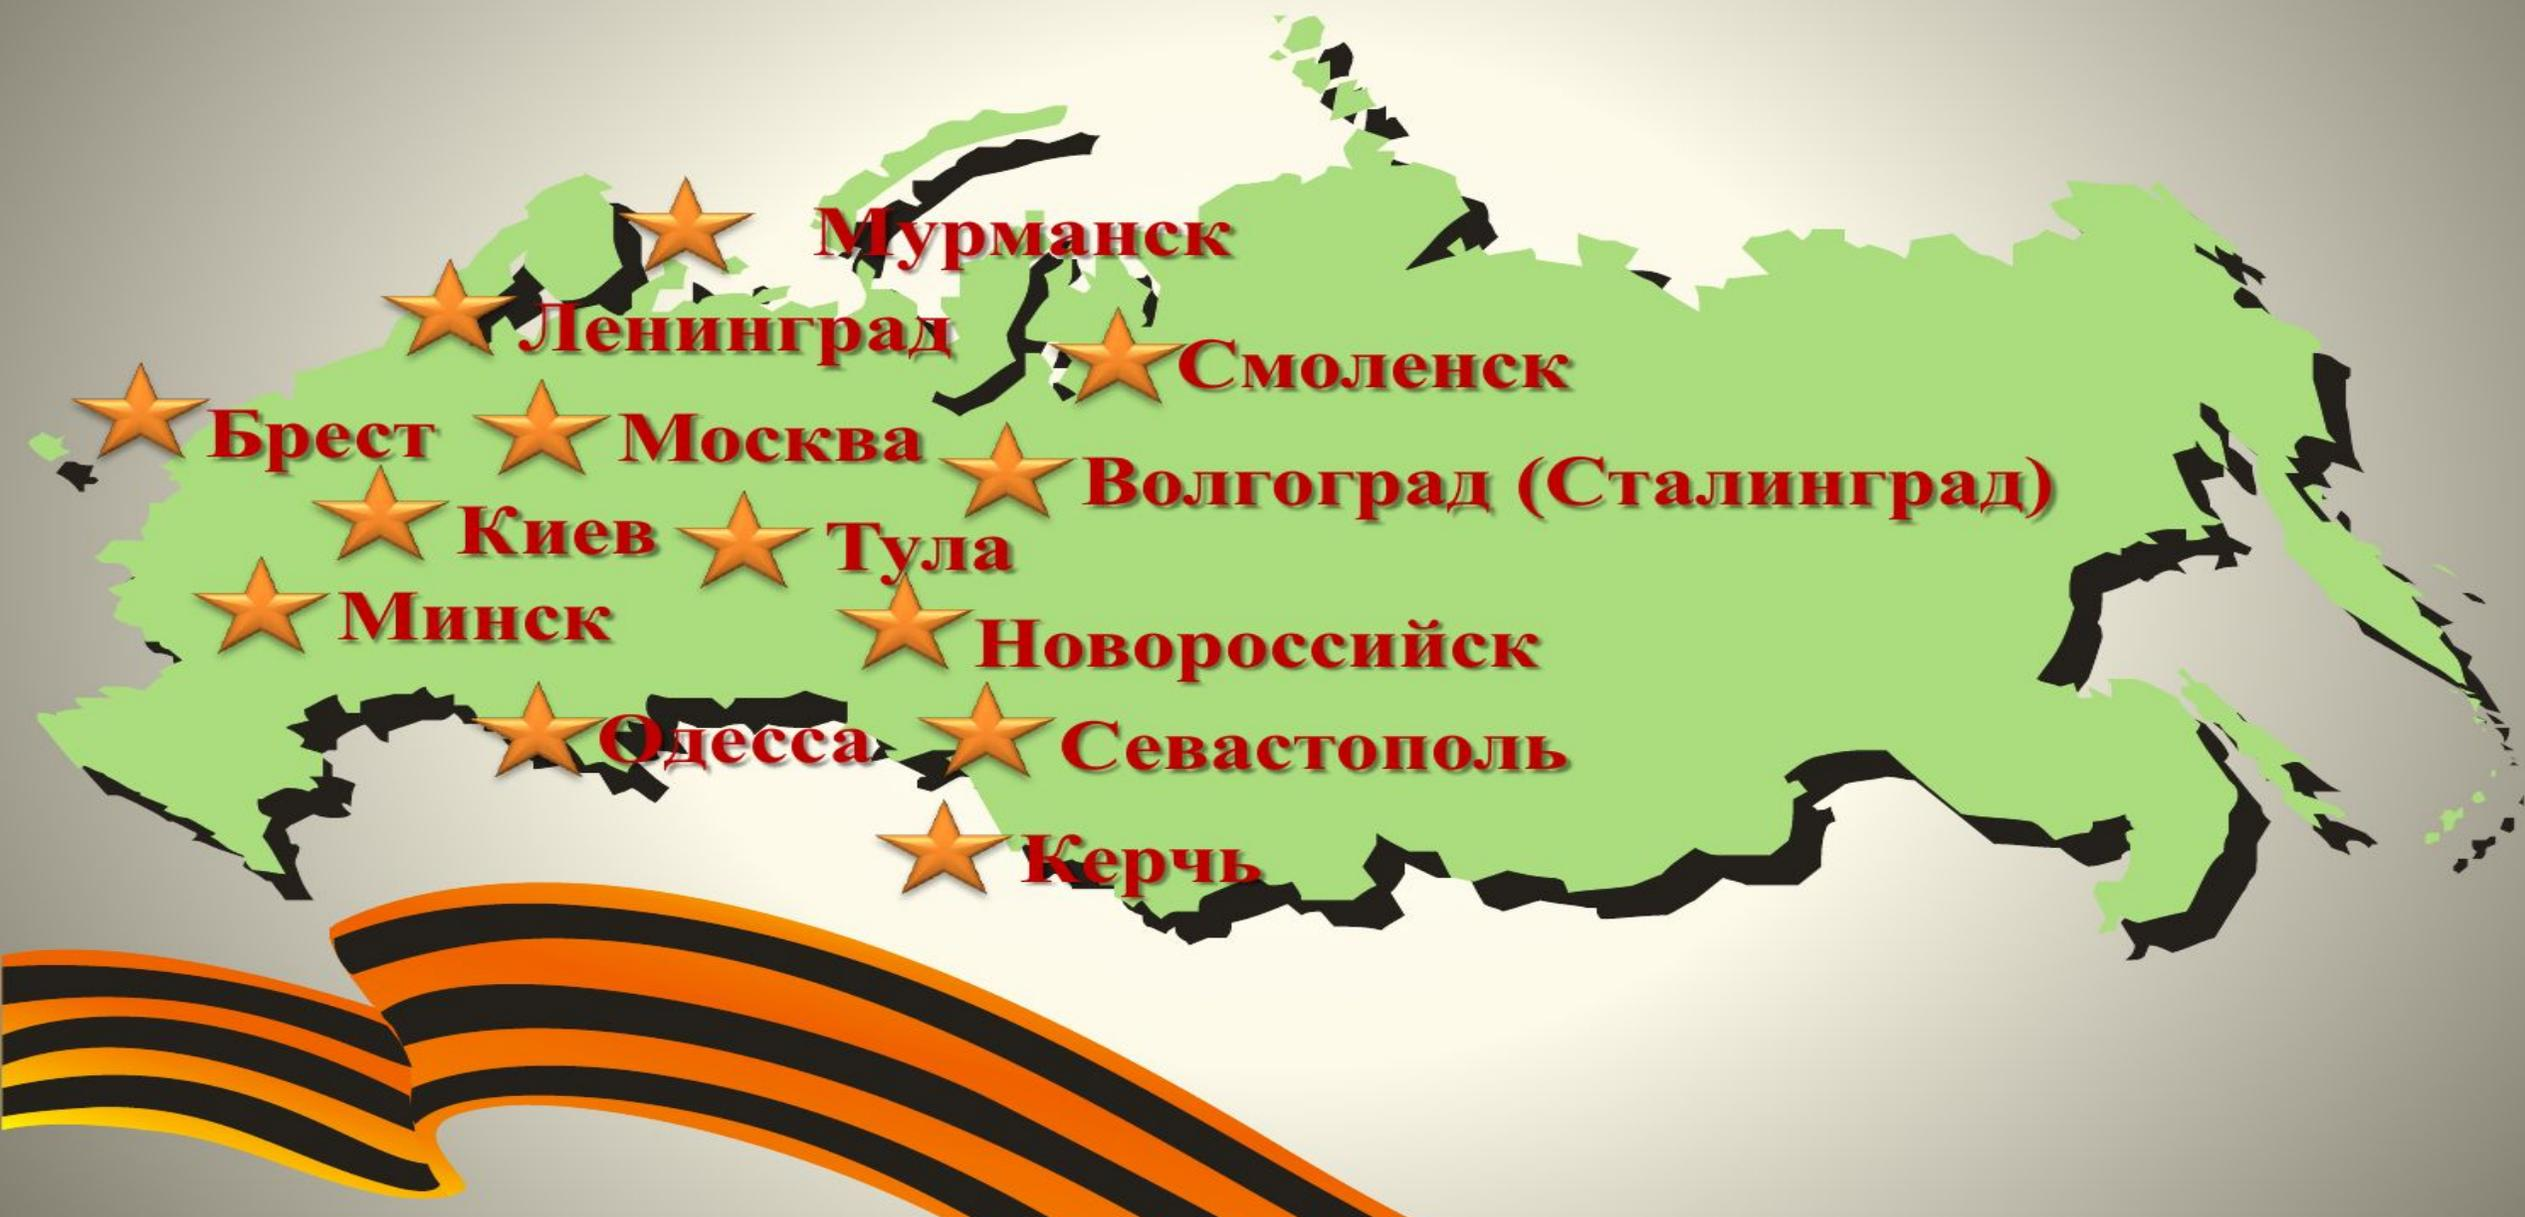 Мурманск
Ленинград
Смоленск
Брест
Москва
Волгоград (Сталинград)
Киев
Тула
Минск
Новороссийск
Одесса
Севастополь
Керчь